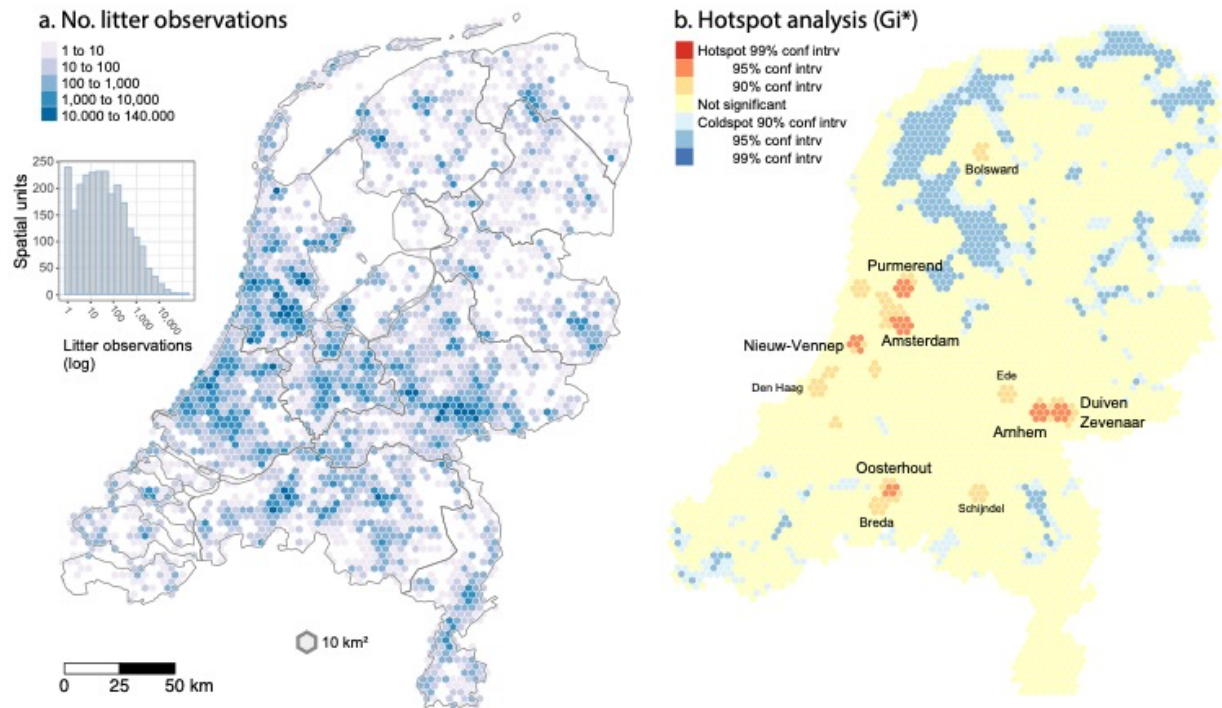 a. No. litter observations
1 to 10
10 to 100
100 to 1,000
1,000 to 10,000
10.000 to 140.000
250
200
150
100
50
0
Spatial units
1
10
100
1,000
10,000
Litter observations
(log)
10 km²
0 25 50 km
b. Hotspot analysis (Gi*)
Hotspot 99% conf intrv
95% conf intrv
90% conf intrv
Not significant
Coldspot 90% conf intrv
95% conf intrv
99% conf intrv
Bolsward
Purmerend
Amsterdam
Nieuw-Vennep
Den Haag
Ede
Duiven
Zevenaar
Arnhem
Oosterhout
Breda
Schijndel